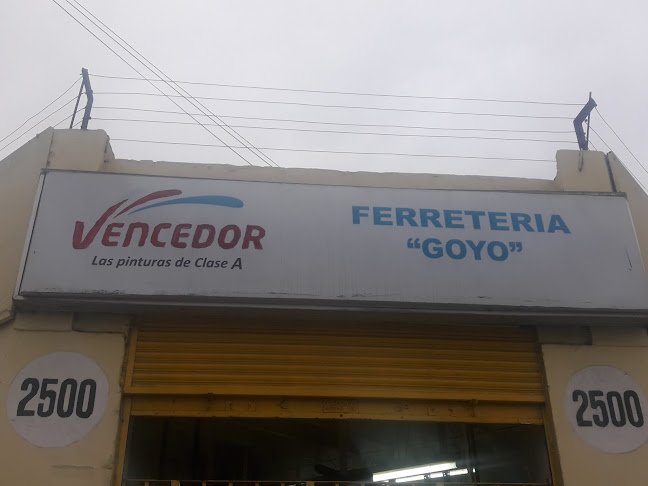 VENCEDOR
Las pinturas de Clase A
FERRETERIA
"GOYO"
2500
2500